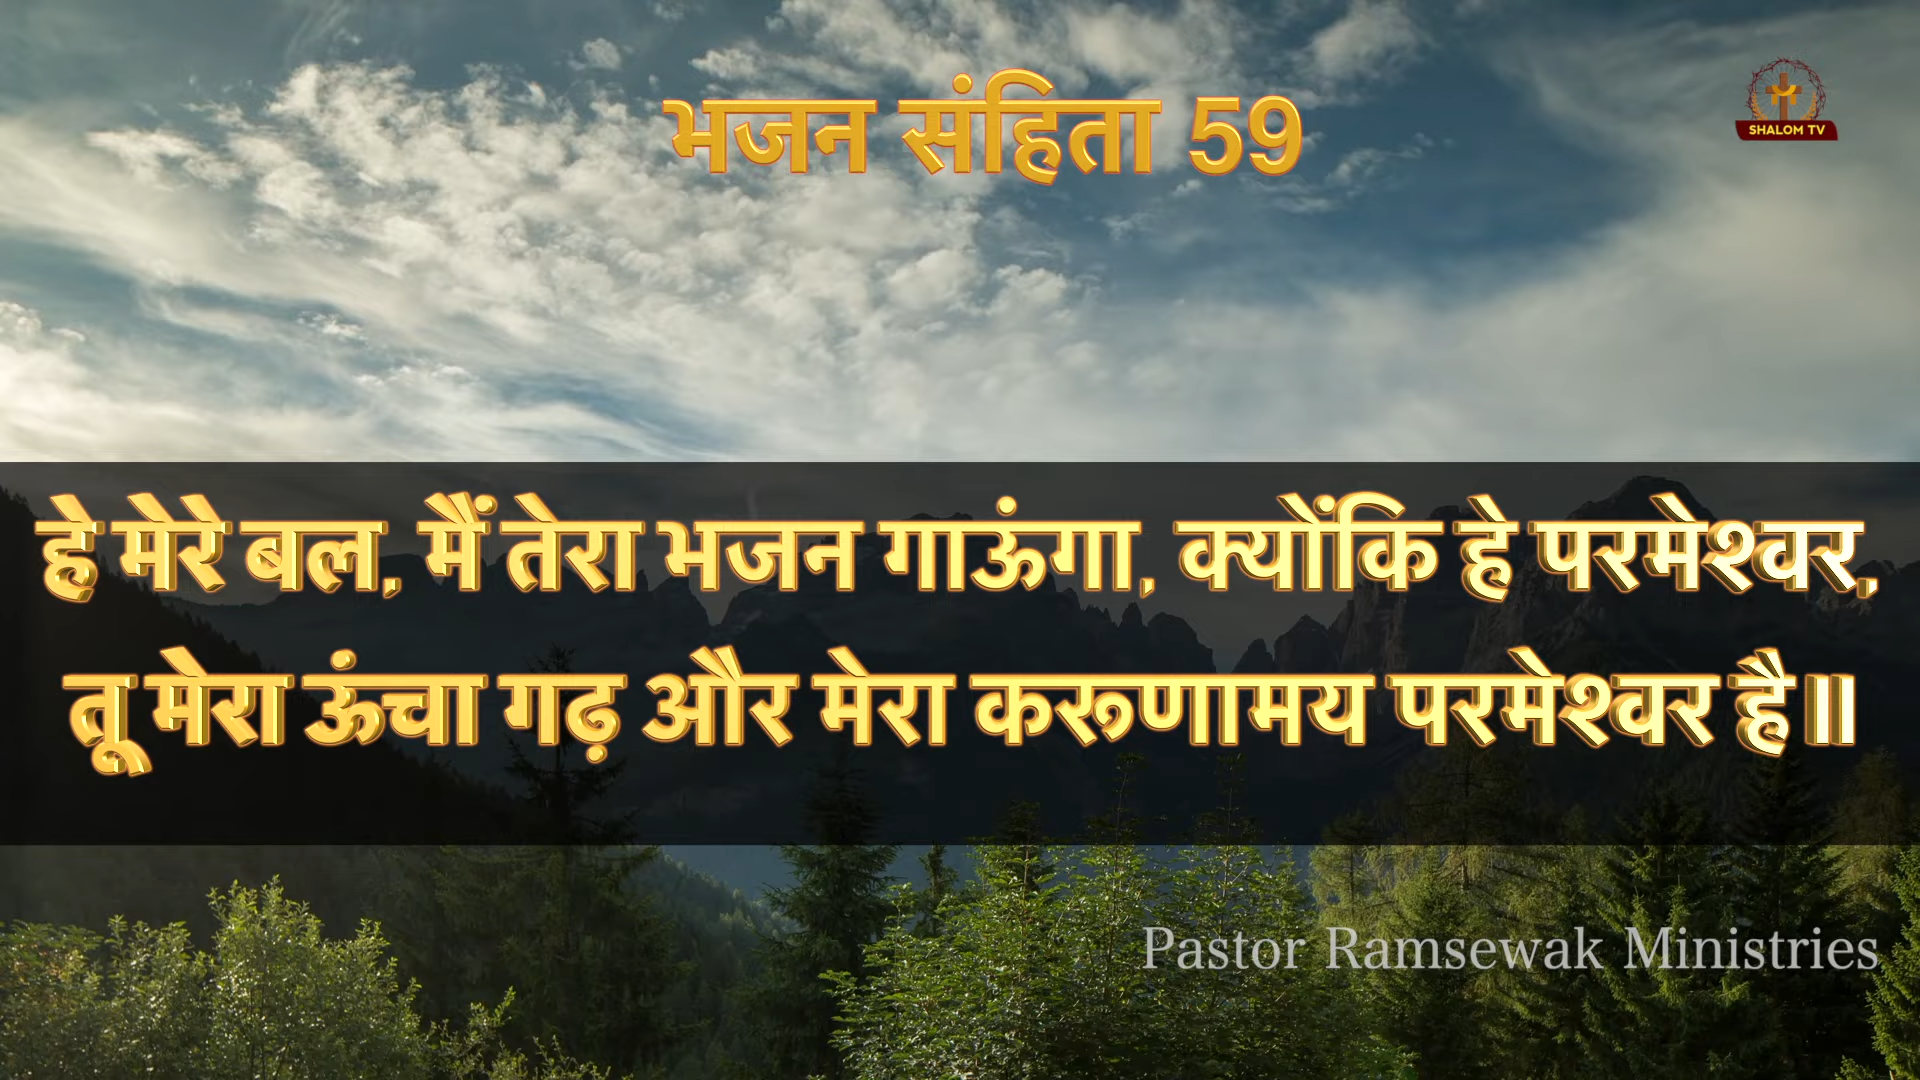 भजन संहिता 59
SHALOM TV
हे मेरे बल, मैं तेरा भजन गाऊंगा, क्योंकि हे परमेश्वर,
तू मेरा ऊंचा गढ़ और मेरा करूणामय परमेश्वर है॥
Pastor Ramsewak Ministries